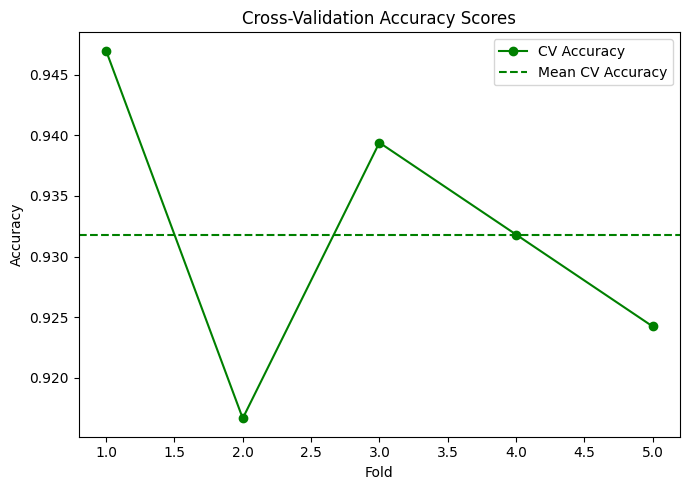 Cross-Validation Accuracy Scores
CV Accuracy
Mean CV Accuracy
Accuracy
0.945
0.940
0.935
0.930
0.925
0.920
1.0 1.5 2.0 2.5 3.0 3.5 4.0 4.5 5.0
Fold